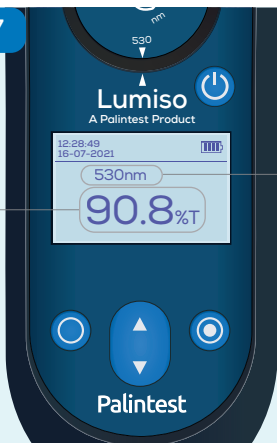 nm
530
Lumiso
A Palintest Product
12:28:49
16-07-2021
530nm
90.8%T
Palintest